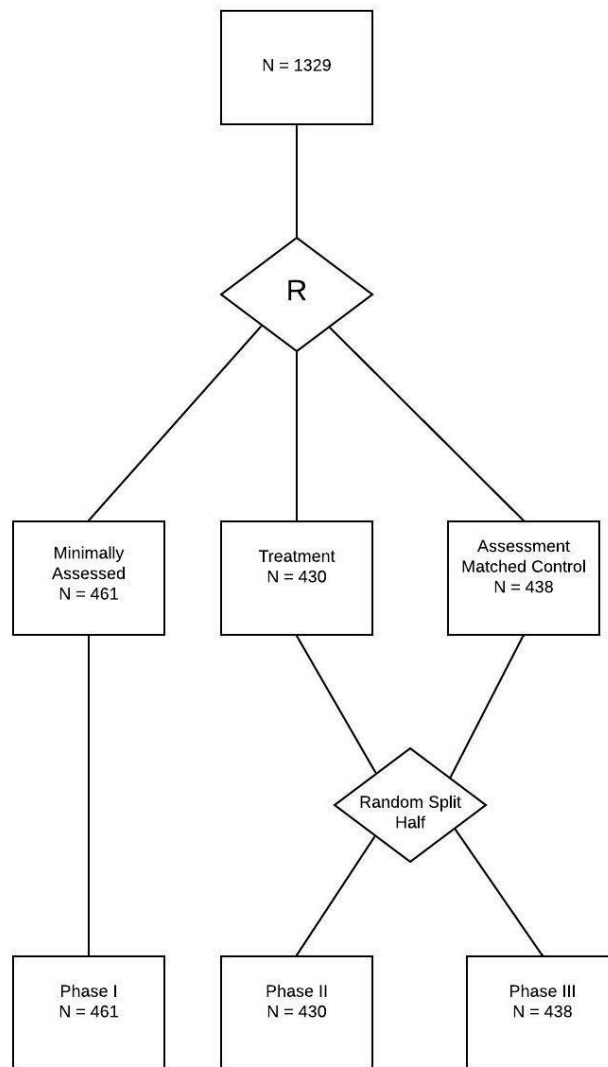 N = 1329
R
Minimally
Assessed
N = 461
Treatment
N = 430
Assessment
Matched Control
N = 438
Random Split
Half
Phase I
N = 461
Phase II
N = 430
Phase III
N = 438